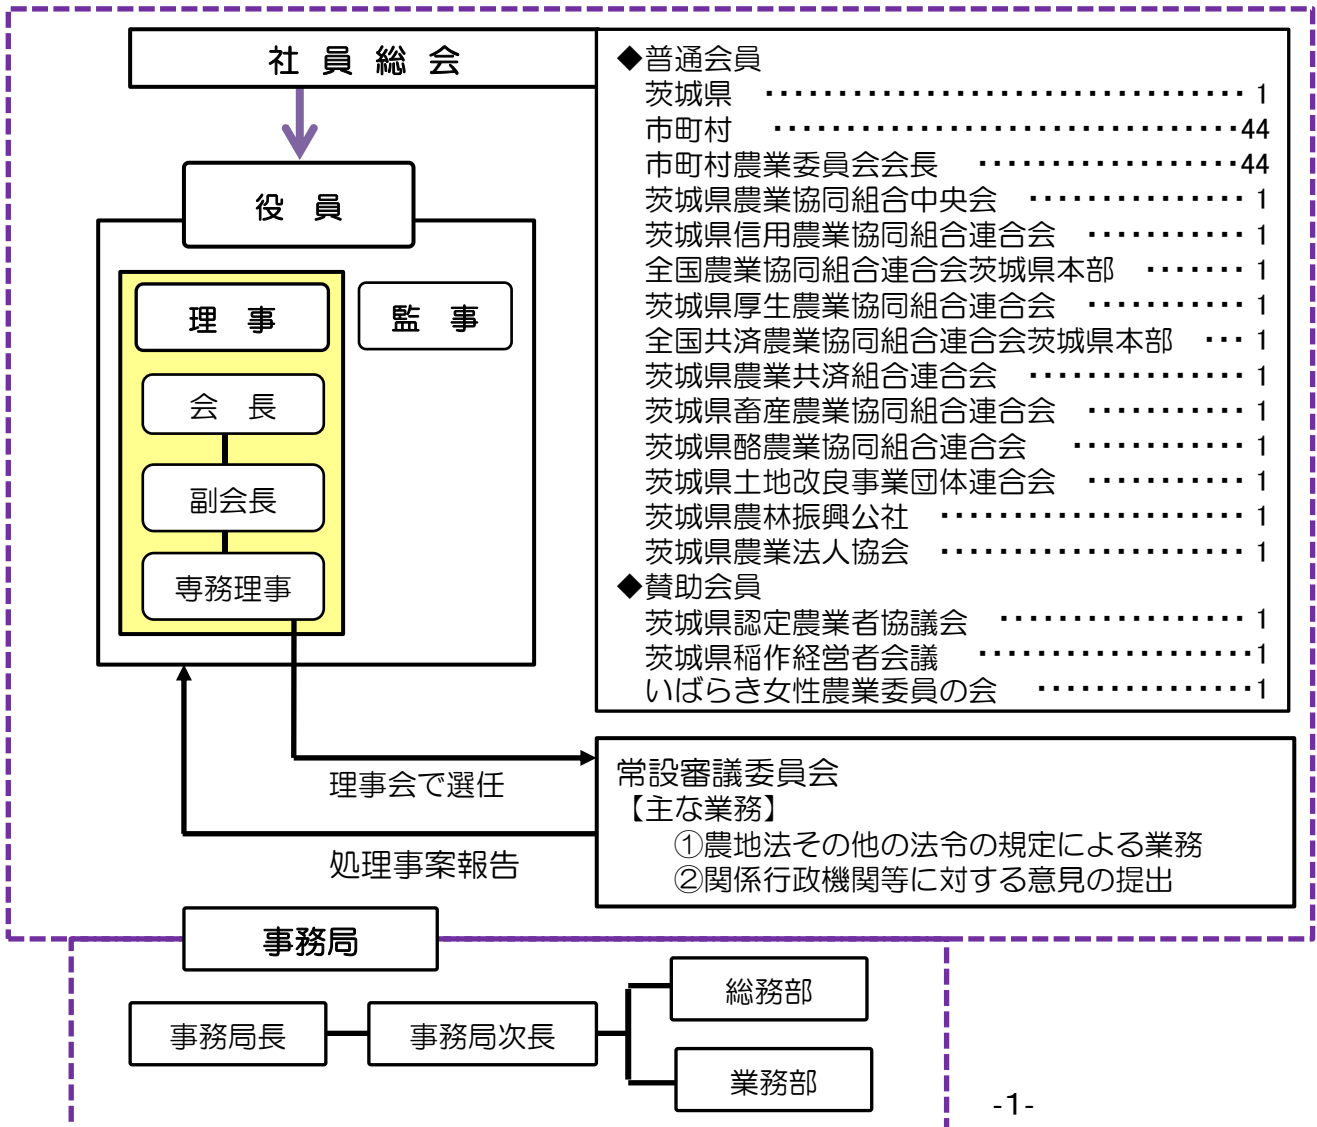 社 員 総 会
◆普通会員
茨城県 ・・・・・・・・・・・・・・・・・・・・・・・・・・・・・・・・・ 1
市町村 ・・・・・・・・・・・・・・・・・・・・・・・・・・・・・・・・44
市町村農業委員会会長 ・・・・・・・・・・・・・・・・・・44
茨城県農業協同組合中央会 ・・・・・・・・・・・・・・・ 1
茨城県信用農業協同組合連合会 ・・・・・・・・・・・ 1
全国農業協同組合連合会茨城県本部 ・・・・・・・ 1
茨城県厚生農業協同組合連合会 ・・・・・・・・・・・ 1
全国共済農業協同組合連合会茨城県本部 ・・・ 1
茨城県農業共済組合連合会 ・・・・・・・・・・・・・・・ 1
茨城県畜産農業協同組合連合会 ・・・・・・・・・・・ 1
茨城県酪農業協同組合連合会 ・・・・・・・・・・・・ 1
茨城県土地改良事業団体連合会 ・・・・・・・・・・・ 1
茨城県農林振興公社 ・・・・・・・・・・・・・・・・・・・・・ 1
茨城県農業法人協会 ・・・・・・・・・・・・・・・・・・・・・ 1
◆賛助会員
茨城県認定農業者協議会 ・・・・・・・・・・・・・・・・・1
茨城県稲作経営者会議 ・・・・・・・・・・・・・・・・・・・1
いばらき女性農業委員の会 ・・・・・・・・・・・・・・・1
役 員
理 事
監 事
会 長
副会長
専務理事
理事会で選任
処理事案報告
常設審議委員会
【主な業務】
①農地法その他の法令の規定による業務
②関係行政機関等に対する意見の提出
事務局
事務局長
事務局次長
総務部
業務部
-1-